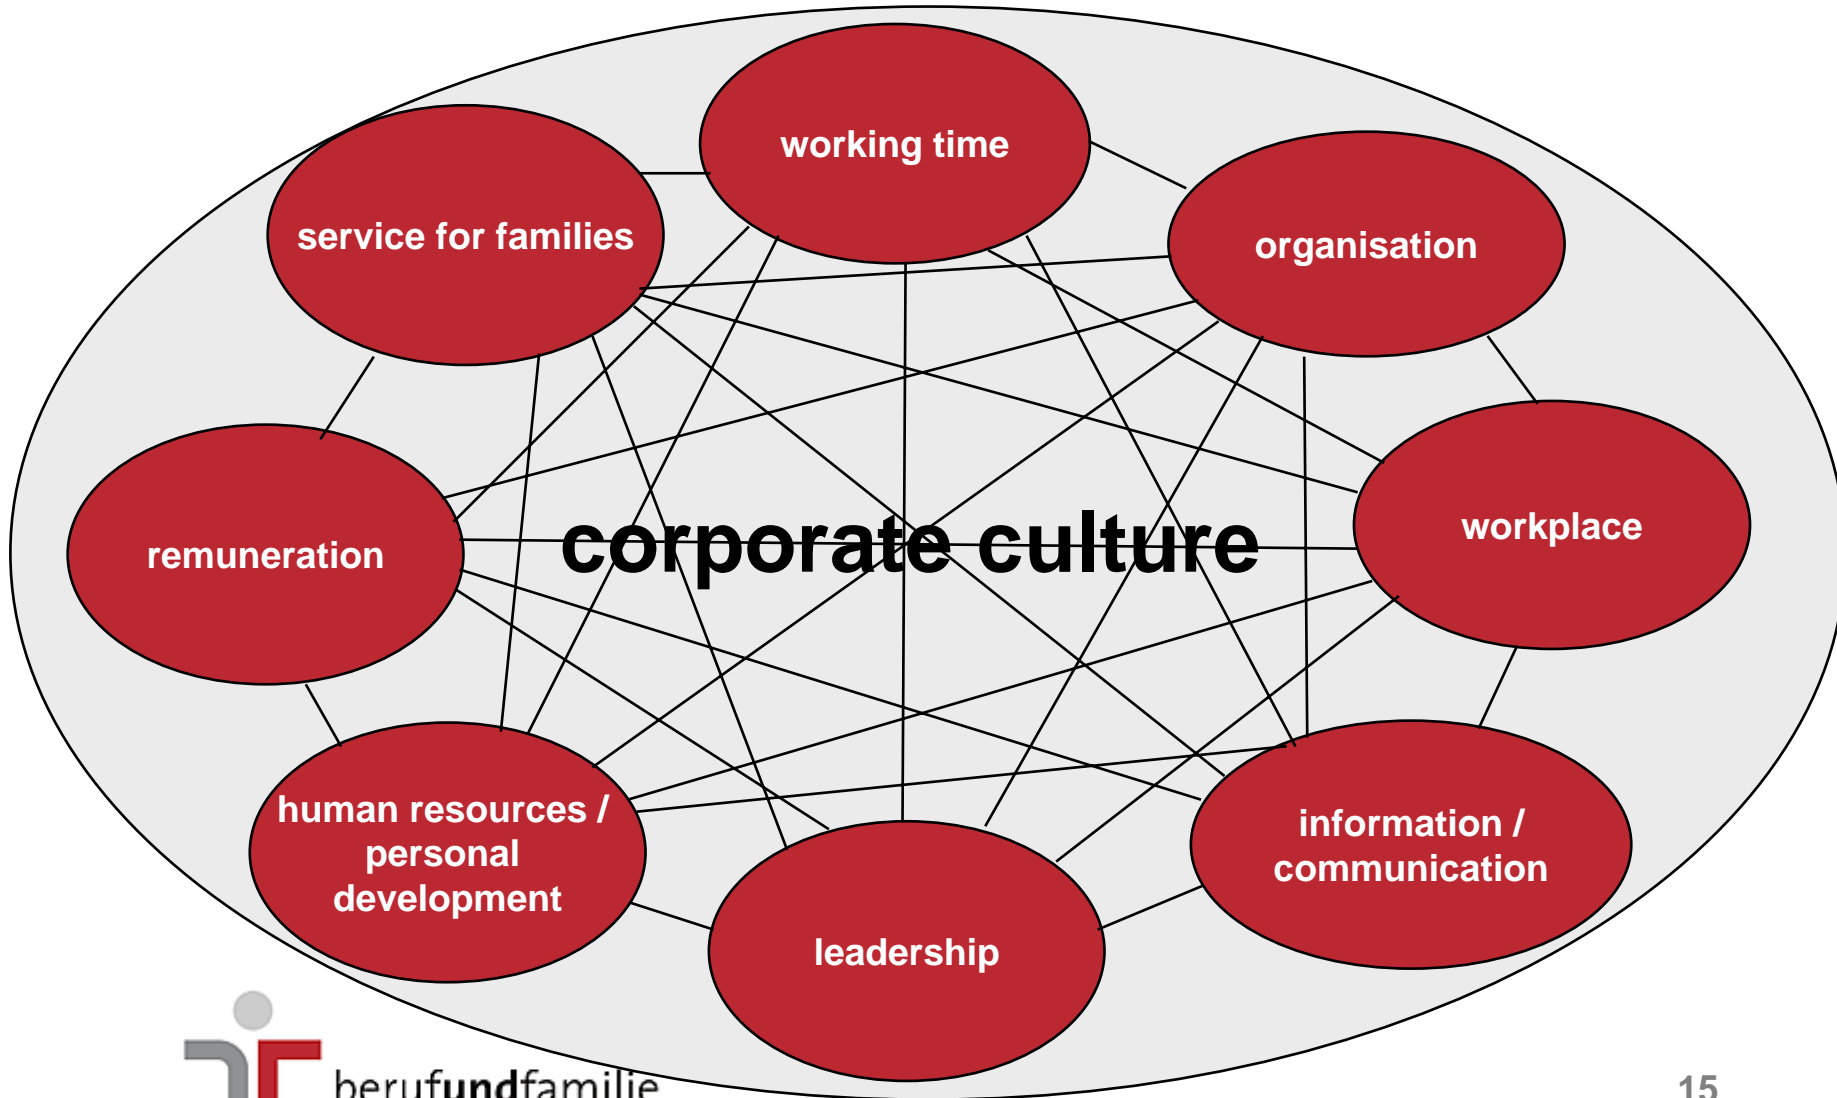 working time
service for families
organisation
corporate culture
workplace
remuneration
human resources /
personal
development
information /
communication
leadership
berufundfamilie
15